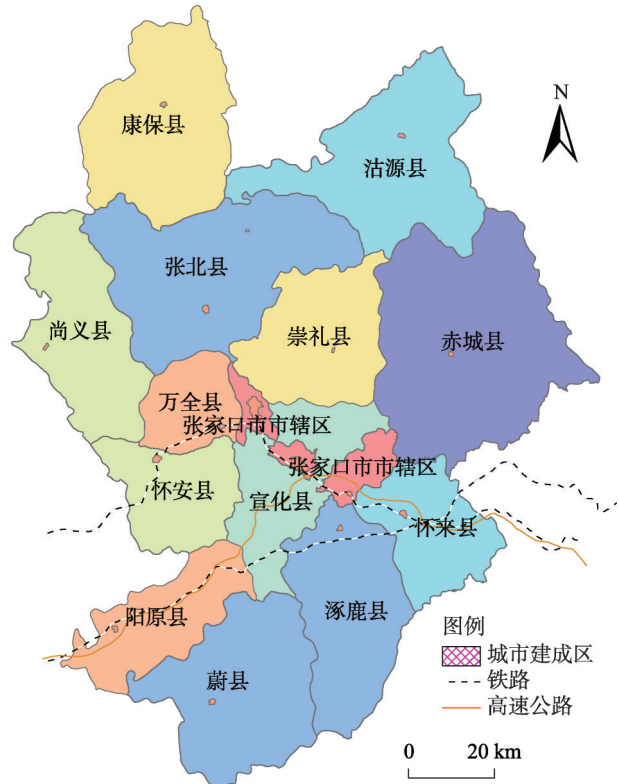 N
康保县
沽源县
张北县
尚义县
崇礼县
赤城县
万全县
张家口市市辖区
张家口市市辖区
怀安县
宣化县
怀来县
阳原县
涿鹿县
蔚县
图例
城市建成区
铁路
高速公路
0 20 km